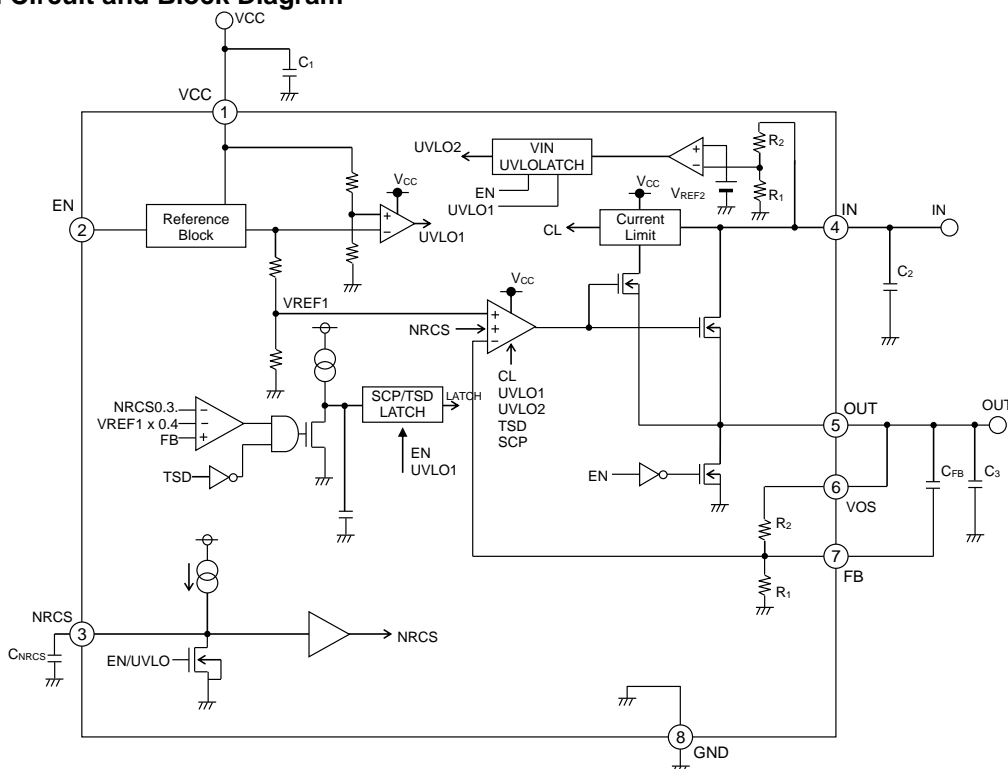 Circuit and Block Diagram
VCC
C1
VCC
1
UVLO2
VIN
UVLOLATCH
EN
UVLO1
+
−
VREF2
R2
R1
EN
2
Reference
Block
VCC
+
−
UVLO1
VCC
CL
Current
Limit
IN
4
IN
C2
VREF1
NRCS
VCC
+
+
−
CL
UVLO1
UVLO2
TSD
SCP
NRCS0.3.
VREF1 x 0.4
FB
−
−
+
TSD
SCP/TSD
LATCH
LATCH
EN
UVLO1
OUT
5
OUT
EN
6
VOS
CFB
C3
R2
7
FB
R1
NRCS
3
CNRCS
EN/UVLO
NRCS
8
GND